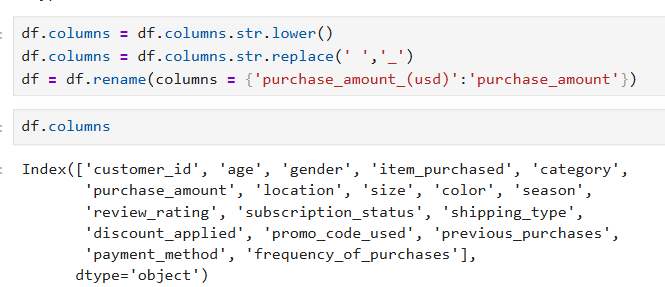 df.columns = df.columns.str.lower()
df.columns = df.columns.str.replace(' ','_')
df = df.rename(columns = {'purchase_amount_(usd)':'purchase_amount'})
df.columns
Index(['customer_id', 'age', 'gender', 'item_purchased', 'category',
'purchase_amount', 'location', 'size', 'color', 'season',
'review_rating', 'subscription_status', 'shipping_type',
'discount_applied', 'promo_code_used', 'previous_purchases',
'payment_method', 'frequency_of_purchases'],
dtype='object')